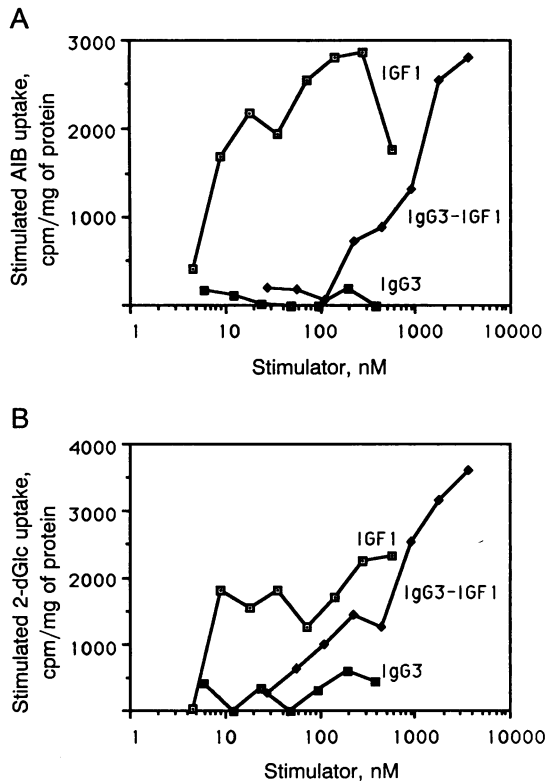 A
Stimulated AIB uptake,
cpm/mg of protein
3000
2000
1000
IGF1
IgG3-IGF1
IgG3
1 10 100 1000 10000
Stimulator, nM
B
Stimulated 2-dGlc uptake,
cpm/mg of protein
4000
3000
2000
1000
IGF1
IgG3-IGF1
IgG3
1 10 100 1000 10000
Stimulator, nM